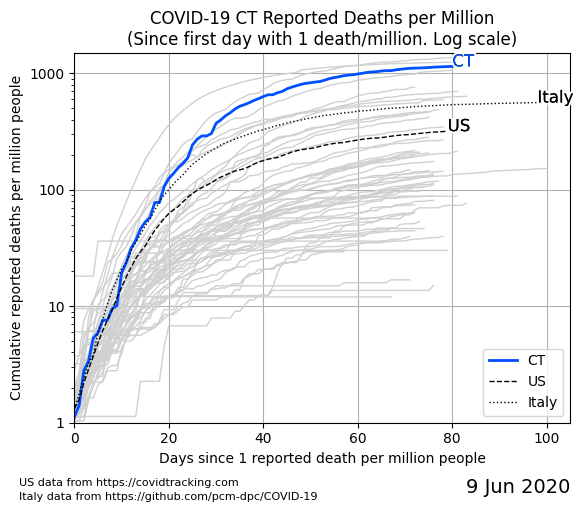 COVID-19 CT Reported Deaths per Million
(Since first day with 1 death/million. Log scale)
Cumulative reported deaths per million people
1000
100
10
1
CT
Italy
US
CT
US
Italy
0 20 40 60 80 100
Days since 1 reported death per million people
US data from https://covidtracking.com
Italy data from https://github.com/pcm-dpc/COVID-19
9 Jun 2020